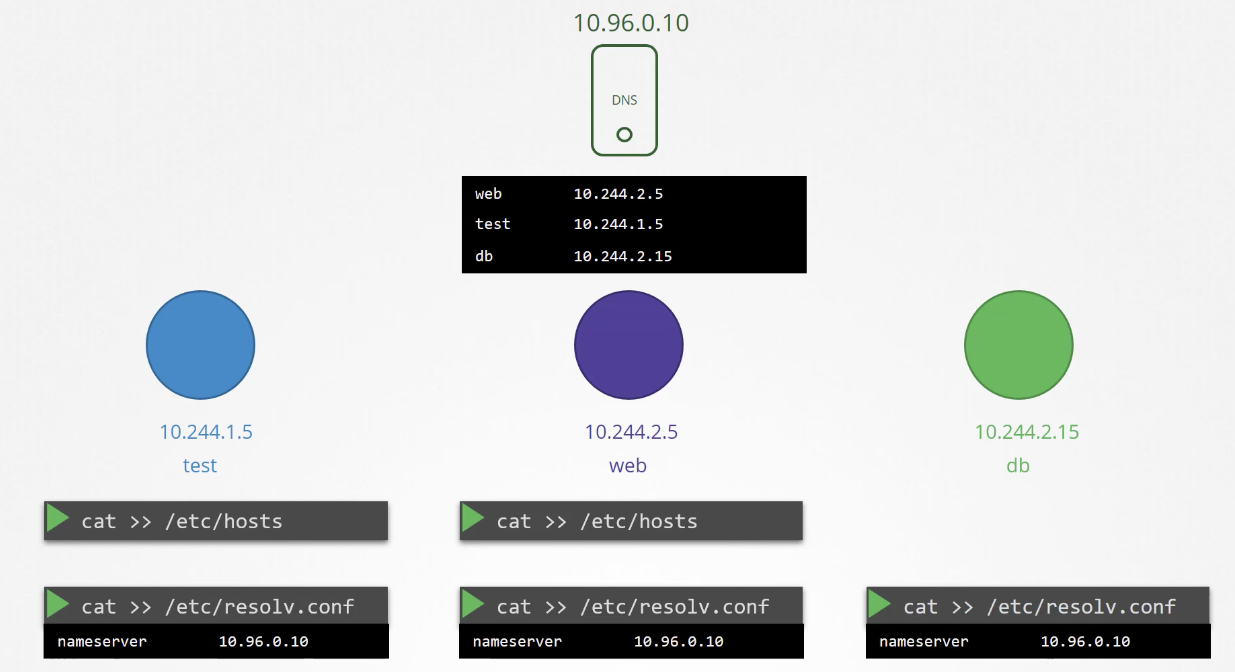 10.96.0.10
DNS
web 10.244.2.5
test 10.244.1.5
db 10.244.2.15
10.244.1.5
test
10.244.2.5
web
10.244.2.15
db
cat >> /etc/hosts
cat >> /etc/hosts
cat >> /etc/resolv.conf
nameserver 10.96.0.10
cat >> /etc/resolv.conf
nameserver 10.96.0.10
cat >> /etc/resolv.conf
nameserver 10.96.0.10